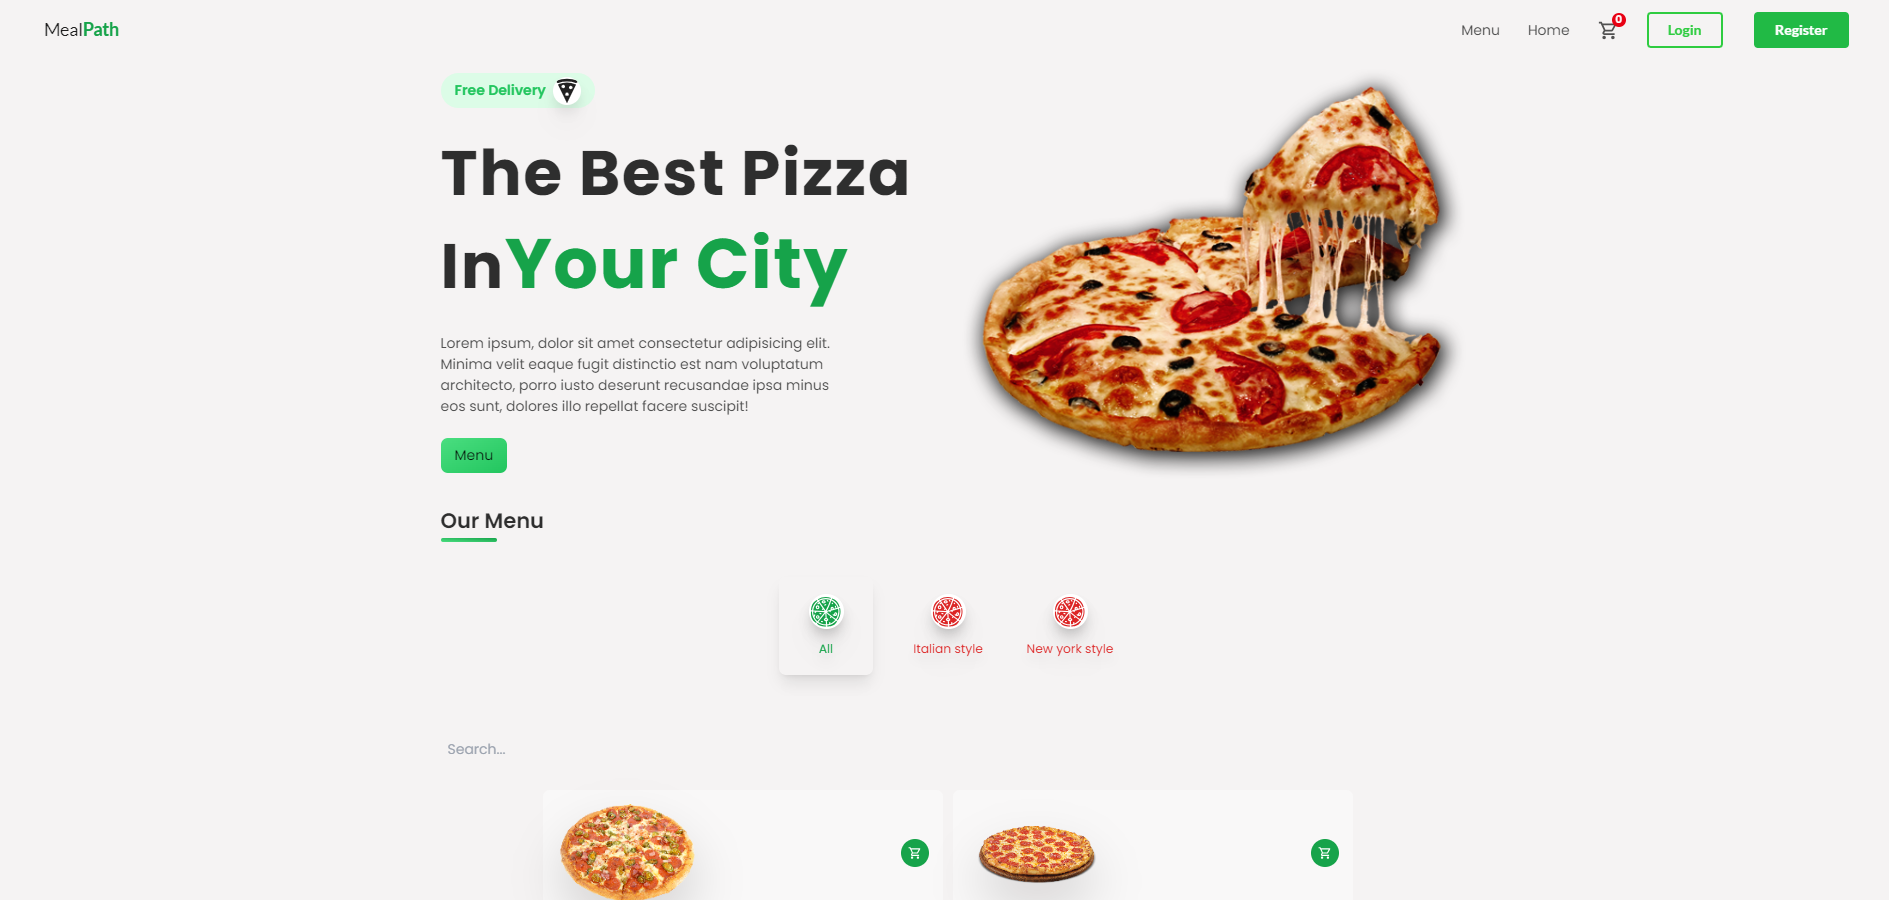 MealPath
Menu Home 0 Login Register
Free Delivery
The Best Pizza
InYour City
Lorem ipsum, dolor sit amet consectetur adipisicing elit.
Minima velit eaque fugit distinctio est nam voluptatum
architecto, porro iusto deserunt recusandae ipsa minus
eos sunt, dolores illo repellat facere suscipit!
Menu
Our Menu
All Italian style New york style
Search...